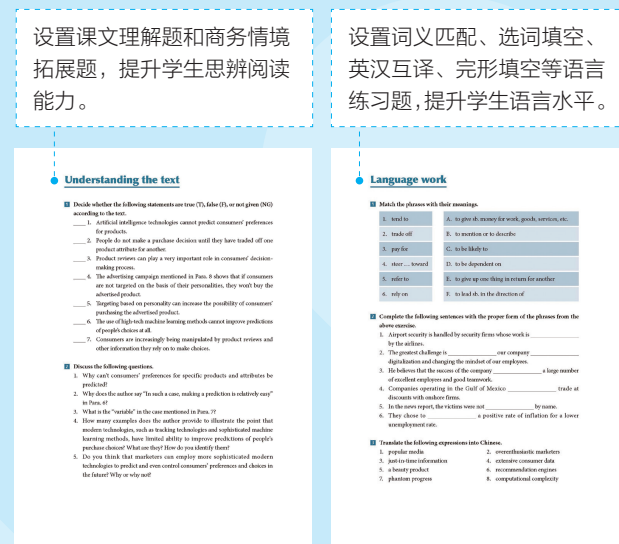 设置课文理解题和商务情境
拓展题，提升学生思辨阅读
能力。
Understanding the text
1 Decide whether the following statements are true (T), false (F), or not given (NG)
according to the text.
____ 1. Artificial intelligence technologies cannot predict consumers' preferences
for products.
____ 2. People do not make a purchase decision until they have traded off one
product attribute for another.
____ 3. Product reviews can play a very important role in consumers' decision-
making process.
____ 4. The advertising campaign mentioned in Para. 8 shows that if consumers
are not targeted on the basis of their personalities, they won't buy the
advertised product.
____ 5. Targeting based on personality can increase the possibility of consumers'
purchasing the advertised product.
____ 6. The use of high-tech machine learning methods cannot improve predictions
of people's choices at all.
____ 7. Consumers are increasingly being manipulated by product reviews and
other information they rely on to make choices.
2 Discuss the following questions.
1. Why can't consumers' preferences for specific products and attributes be
predicted?
2. Why does the author say "In such a case, making a prediction is relatively easy"
in Para. 6?
3. What is the "variable" in the case mentioned in Para. 7?
4. How many examples does the author provide to illustrate the point that
modern technologies, such as tracking technologies and sophisticated machine
learning methods, have limited ability to improve predictions of people's
purchase choices? What are they? How do you identify them?
5. Do you think that marketers can employ more sophisticated modern
technologies to predict and even control consumers' preferences and choices in
the future? Why or why not?
设置词义匹配、选词填空、
英汉互译、完形填空等语言
练习题，提升学生语言水平。
Language work
1 Match the phrases with their meanings.
1. tend to A. to give sb. money for work, goods, services, etc.
2. trade off B. to mention or to describe
3. pay for C. to be likely to
4. steer ... toward D. to be dependent on
5. refer to E. to give up one thing in return for another
6. rely on F. to lead sb. in the direction of
2 Complete the following sentences with the proper form of the phrases from the
above exercise.
1. Airport security is handled by security firms whose work is ____________
by the airlines.
2. The greatest challenge is ____________ our company ____________
digitalization and changing the mindset of our employees.
3. He believes that the success of the company ____________ a large number
of excellent employees and good teamwork.
4. Companies operating in the Gulf of Mexico ____________ trade at
discounts with onshore firms.
5. In the news report, the victims were not ____________ by name.
6. They chose to ____________ a positive rate of inflation for a lower
unemployment rate.
3 Translate the following expressions into Chinese.
1. popular media 2. overenthusiastic marketers
3. just-in-time information 4. extensive consumer data
5. a beauty product 6. recommendation engines
7. phantom progress 8. computational complexity